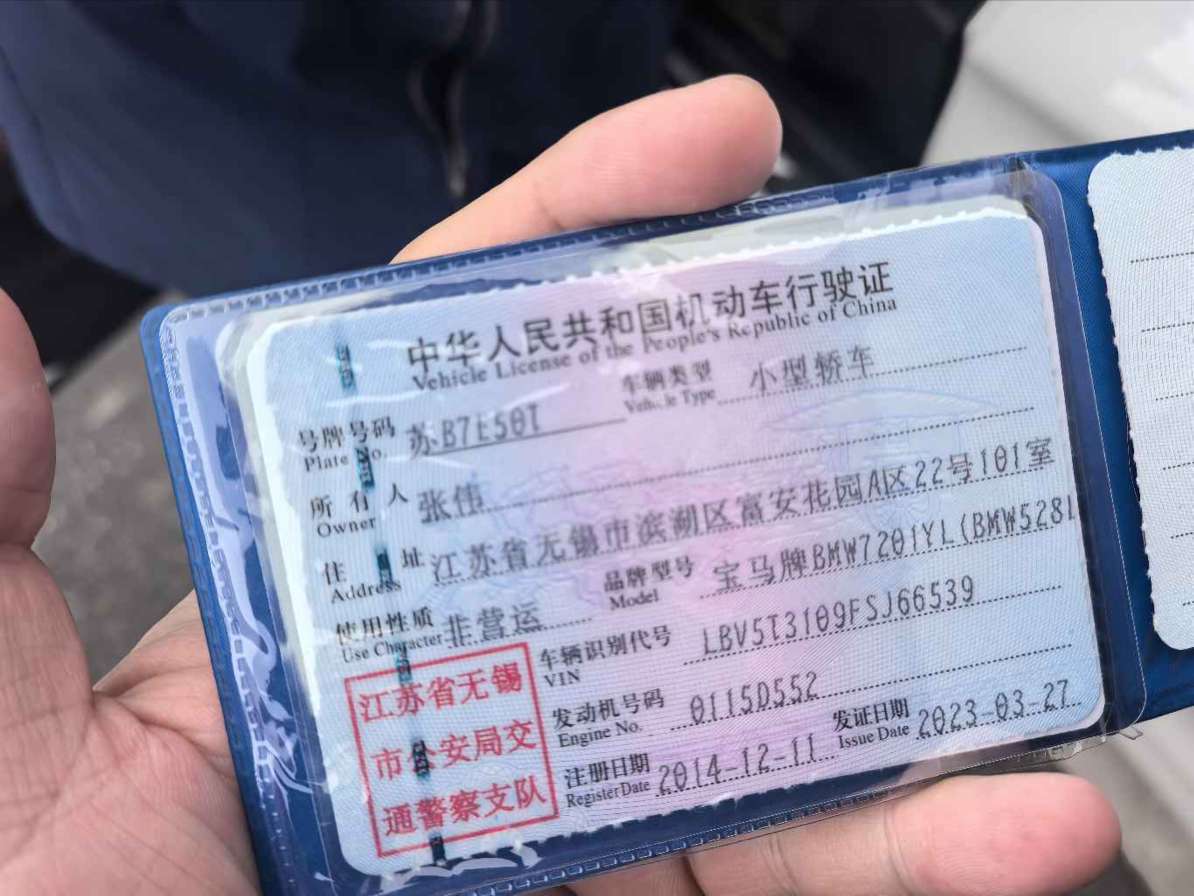 中华人民共和国机动车行驶证
Vehicle License of the People's Republic of China
号牌号码 苏B7E50T 车辆类型 小型轿车
Plate No. Vehicle Type
所有人 张伟
Owner
住址 江苏省无锡市滨湖区富安花园A区22号101室
Address
使用性质 非营运 品牌型号 宝马牌BMW7201YL(BMW528l
Use Character Model
车辆识别代号 LBV5T3109FSJ66539
VIN
发动机号码 0115D552
Engine No.
注册日期 2014-12-11 发证日期 2023-03-27
Register Date Issue Date
江苏省无锡
市公安局交
通警察支队